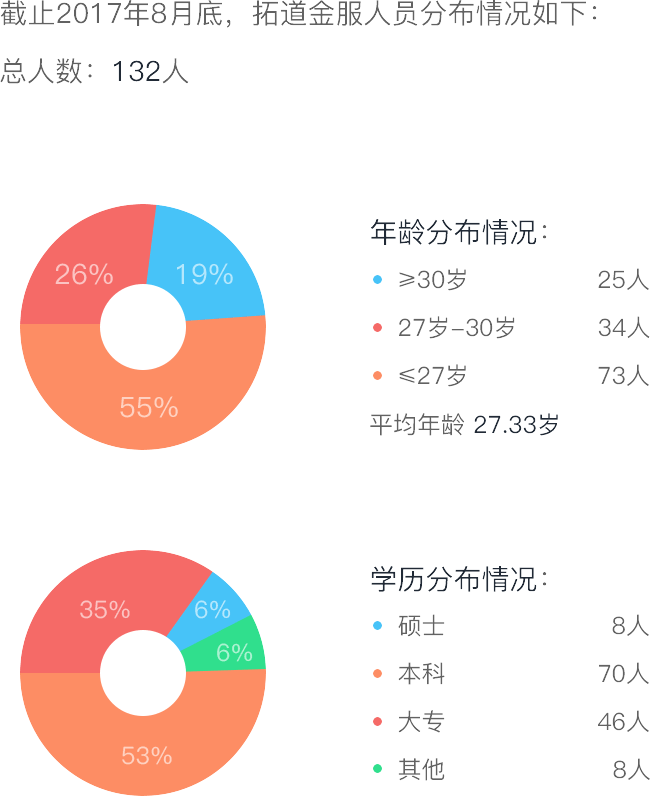 截止2017年8月底，拓道金服人员分布情况如下：
总人数：132人
26%
19%
55%
年龄分布情况：
≥30岁 25人
27岁-30岁 34人
≤27岁 73人
平均年龄 27.33岁
35%
6%
6%
53%
学历分布情况：
硕士 8人
本科 70人
大专 46人
其他 8人